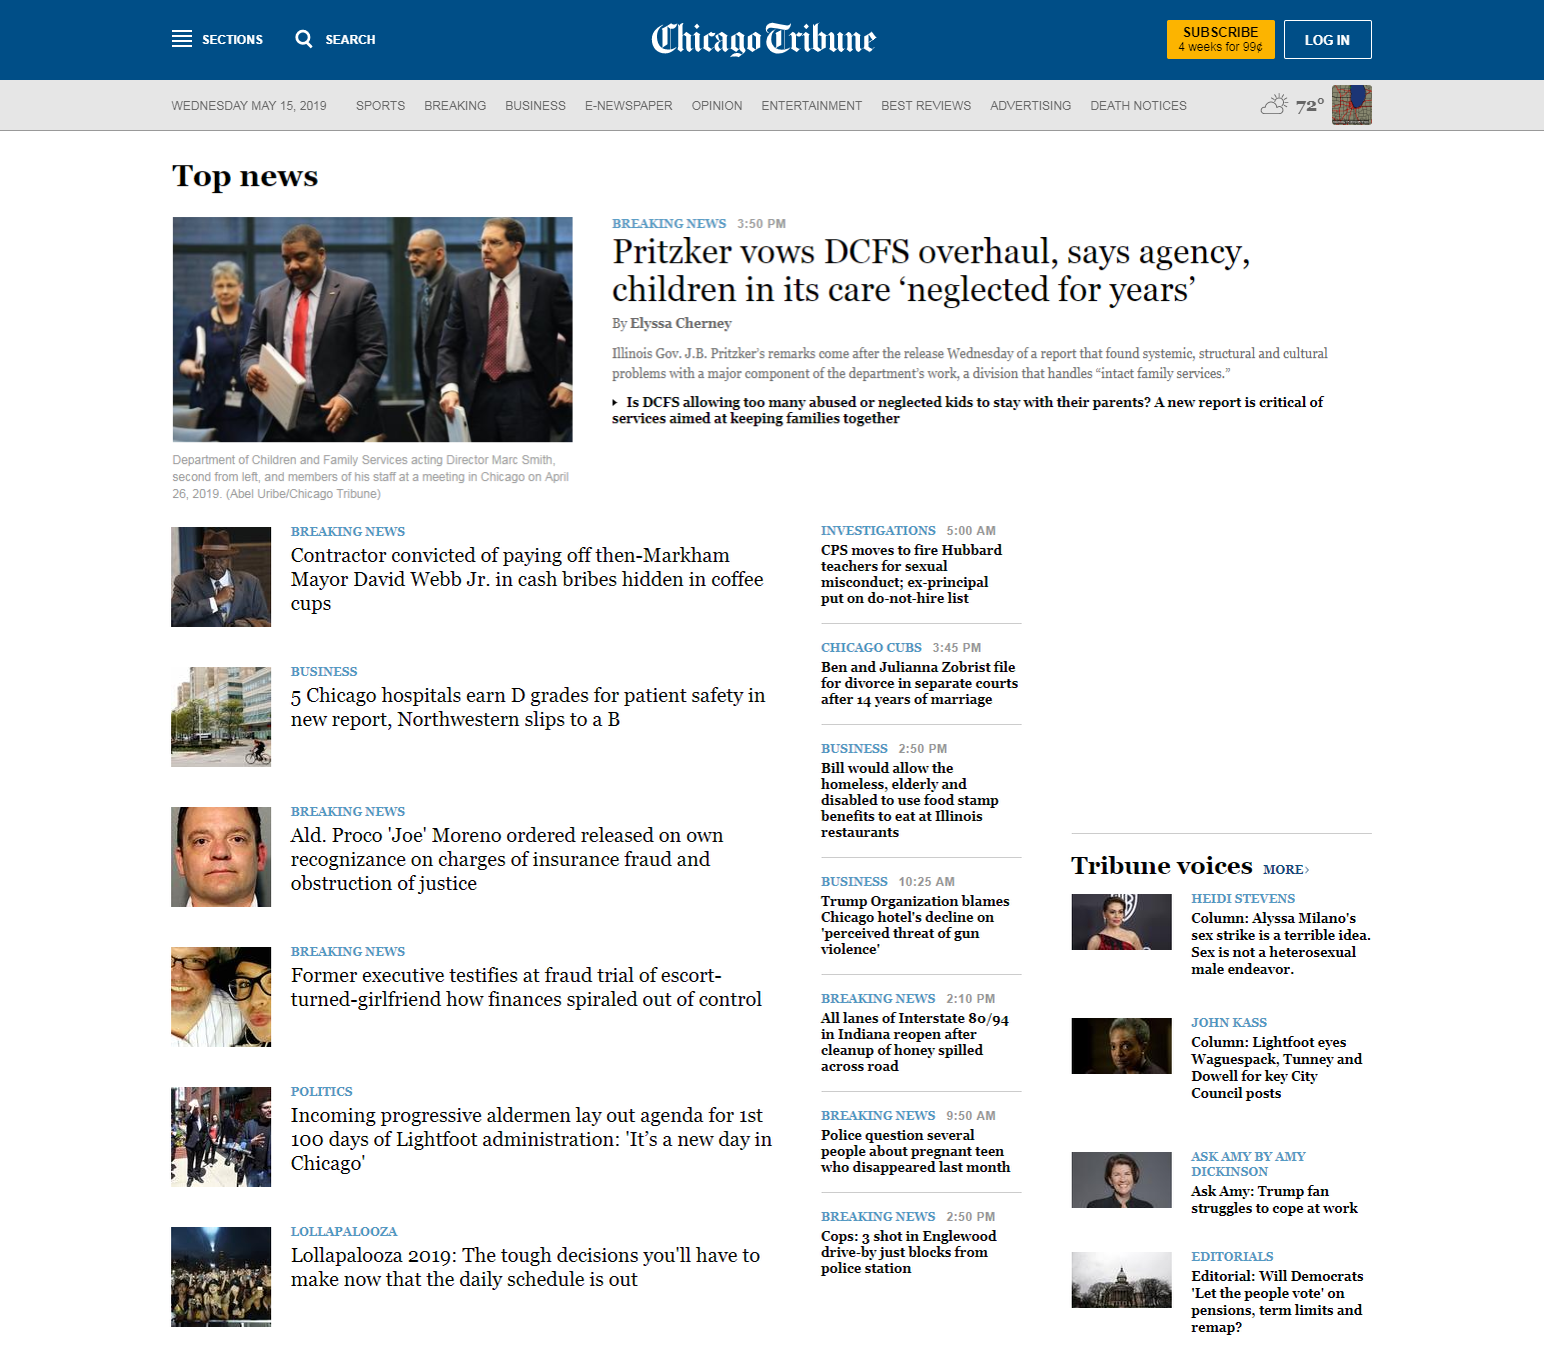 SECTIONS
SEARCH
Chicago Tribune
SUBSCRIBE
4 weeks for 99¢
LOG IN
WEDNESDAY MAY 15, 2019
SPORTS
BREAKING
BUSINESS
E-NEWSPAPER
OPINION
ENTERTAINMENT
BEST REVIEWS
ADVERTISING
DEATH NOTICES
72°
Top news
BREAKING NEWS 3:50 PM
Pritzker vows DCFS overhaul, says agency,
children in its care ‘neglected for years’
By Elyssa Cherney
Illinois Gov. J.B. Pritzker’s remarks come after the release Wednesday of a report that found systemic, structural and cultural
problems with a major component of the department’s work, a division that handles “intact family services.”
Is DCFS allowing too many abused or neglected kids to stay with their parents? A new report is critical of
services aimed at keeping families together
Department of Children and Family Services acting Director Marc Smith,
second from left, and members of his staff at a meeting in Chicago on April
26, 2019. (Abel Uribe/Chicago Tribune)
BREAKING NEWS
Contractor convicted of paying off then-Markham
Mayor David Webb Jr. in cash bribes hidden in coffee
cups
BUSINESS
5 Chicago hospitals earn D grades for patient safety in
new report, Northwestern slips to a B
BREAKING NEWS
Ald. Proco 'Joe' Moreno ordered released on own
recognizance on charges of insurance fraud and
obstruction of justice
BREAKING NEWS
Former executive testifies at fraud trial of escort-
turned-girlfriend how finances spiraled out of control
POLITICS
Incoming progressive aldermen lay out agenda for 1st
100 days of Lightfoot administration: 'It’s a new day in
Chicago'
LOLLAPALOOZA
Lollapalooza 2019: The tough decisions you'll have to
make now that the daily schedule is out
INVESTIGATIONS 5:00 AM
CPS moves to fire Hubbard
teachers for sexual
misconduct; ex-principal
put on do-not-hire list
CHICAGO CUBS 3:45 PM
Ben and Julianna Zobrist file
for divorce in separate courts
after 14 years of marriage
BUSINESS 2:50 PM
Bill would allow the
homeless, elderly and
disabled to use food stamp
benefits to eat at Illinois
restaurants
BUSINESS 10:25 AM
Trump Organization blames
Chicago hotel's decline on
'perceived threat of gun
violence'
BREAKING NEWS 2:10 PM
All lanes of Interstate 80/94
in Indiana reopen after
cleanup of honey spilled
across road
BREAKING NEWS 9:50 AM
Police question several
people about pregnant teen
who disappeared last month
BREAKING NEWS 2:50 PM
Cops: 3 shot in Englewood
drive-by just blocks from
police station
Tribune voices MORE›
HEIDI STEVENS
Column: Alyssa Milano's
sex strike is a terrible idea.
Sex is not a heterosexual
male endeavor.
JOHN KASS
Column: Lightfoot eyes
Waguespack, Tunney and
Dowell for key City
Council posts
ASK AMY BY AMY
DICKINSON
Ask Amy: Trump fan
struggles to cope at work
EDITORIALS
Editorial: Will Democrats
'Let the people vote' on
pensions, term limits and
remap?